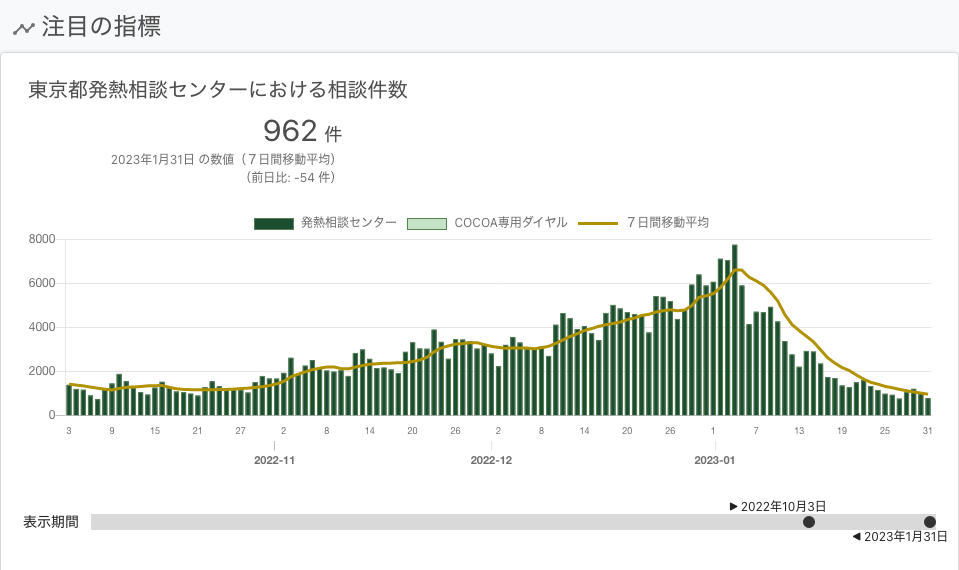 注目の指標
東京都発熱相談センターにおける相談件数
962 件
2023年1月31日 の数値（７日間移動平均）
（前日比: -54 件）
発熱相談センター COCOA専用ダイヤル ７日間移動平均
8000
6000
4000
2000
0
3 9 15 21 27 2 8 14 20 26 2 8 14 20 26 1 7 13 19 25 31
2022-11 2022-12 2023-01
▶ 2022年10月3日
表示期間
◀ 2023年1月31日